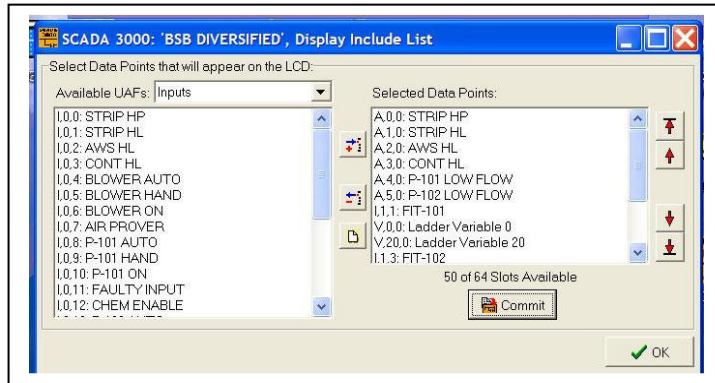 SCADA 3000: 'BSB DIVERSIFIED', Display Include List
Select Data Points that will appear on the LCD:
Available UAFs: Inputs
I,0,0: STRIP HP
I,0,1: STRIP HL
I,0,2: AWS HL
I,0,3: CONT HL
I,0,4: BLOWER AUTO
I,0,5: BLOWER HAND
I,0,6: BLOWER ON
I,0,7: AIR PROVER
I,0,8: P-101 AUTO
I,0,9: P-101 HAND
I,0,10: P-101 ON
I,0,11: FAULTY INPUT
I,0,12: CHEM ENABLE
Selected Data Points:
A,0,0: STRIP HP
A,1,0: STRIP HL
A,2,0: AWS HL
A,3,0: CONT HL
A,4,0: P-101 LOW FLOW
A,5,0: P-102 LOW FLOW
I,1,1: FIT-101
V,0,0: Ladder Variable 0
V,20,0: Ladder Variable 20
I,1,3: FIT-102
50 of 64 Slots Available
Commit
OK